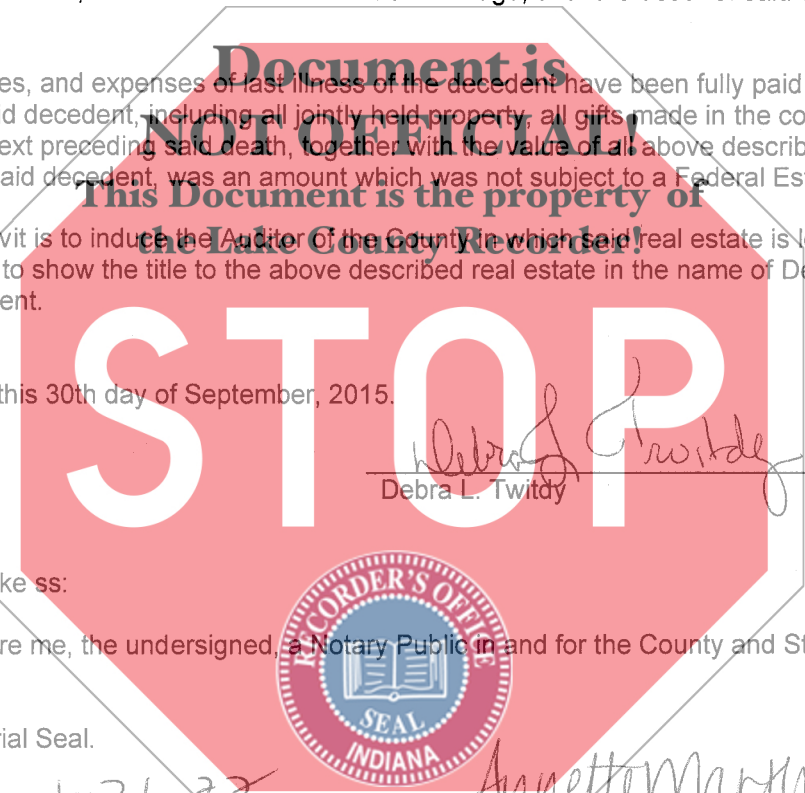 Document is
es, and expenses of last illness of the decedent have been fully paid
d decedent, including all jointly held property, all gifts made in the co
NOT OFFICIAL!
ext preceding said death, together with the value of all above describ
aid decedent, was an amount which was not subject to a Federal Es
This Document is the property of
vit is to induce the Auditor of the County in which said real estate is l
the Lake County Recorder!
to show the title to the above described real estate in the name of De
ent.
STOP
this 30th day of September, 2015.
Debra L Twitdy
Debra L. Twitdy
ke ss:
RECORDER'S OFFICE
re me, the undersigned, a Notary Public in and for the County and St
SEAL
INDIANA
rial Seal.
Annette